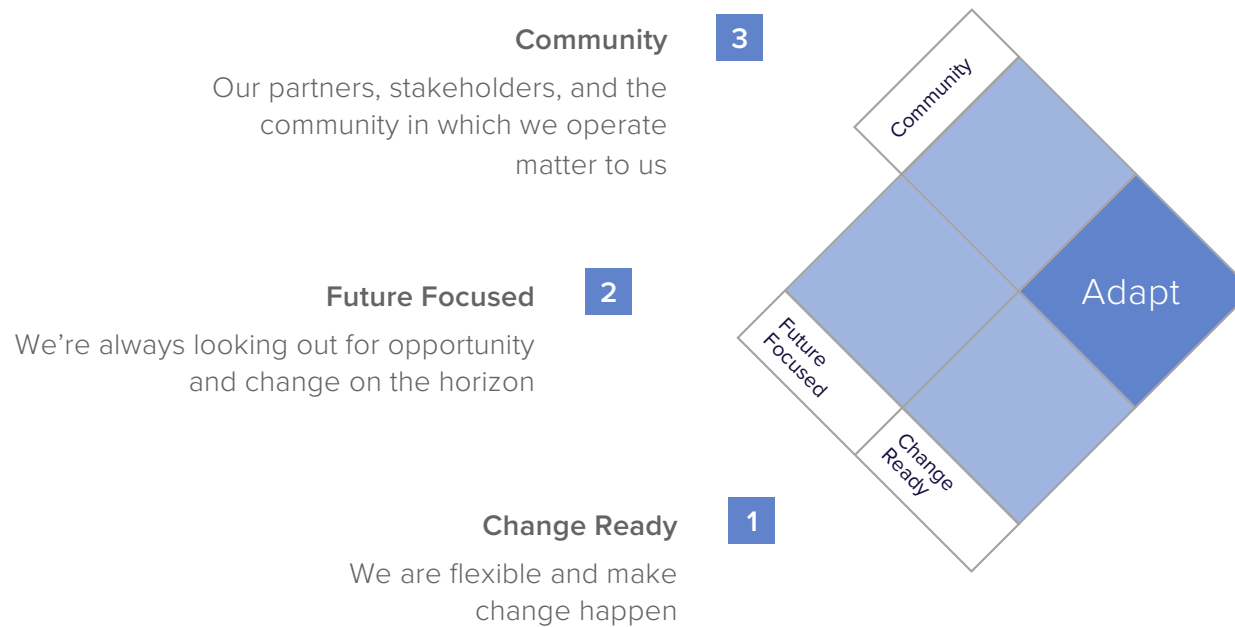 Community
3
Our partners, stakeholders, and the
community in which we operate
matter to us
Future Focused
2
We’re always looking out for opportunity
and change on the horizon
Change Ready
1
We are flexible and make
change happen
Community
Adapt
Future
Focused
Change
Ready